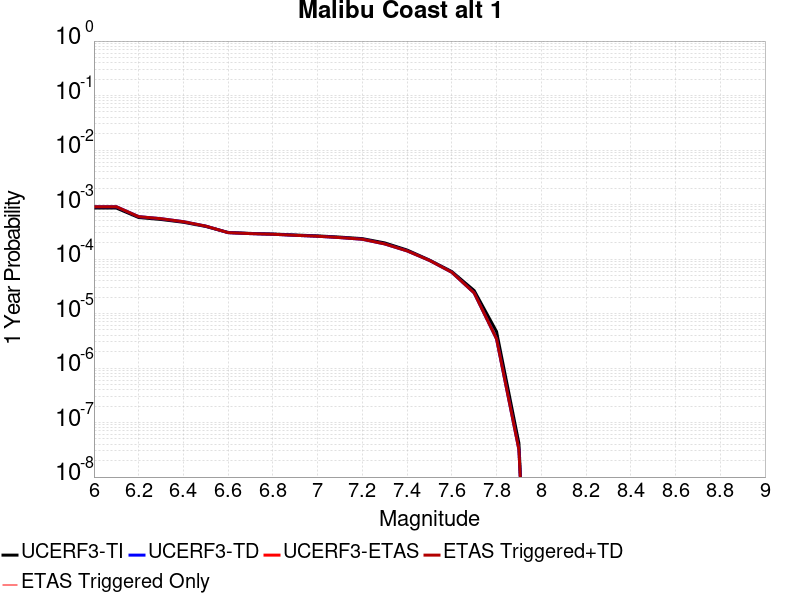 Malibu Coast alt 1
1 Year Probability
10^0
10^-1
10^-2
10^-3
10^-4
10^-5
10^-6
10^-7
10^-8
6 6.2 6.4 6.6 6.8 7 7.2 7.4 7.6 7.8 8 8.2 8.4 8.6 8.8 9
Magnitude
UCERF3-TI UCERF3-TD UCERF3-ETAS ETAS Triggered+TD
ETAS Triggered Only